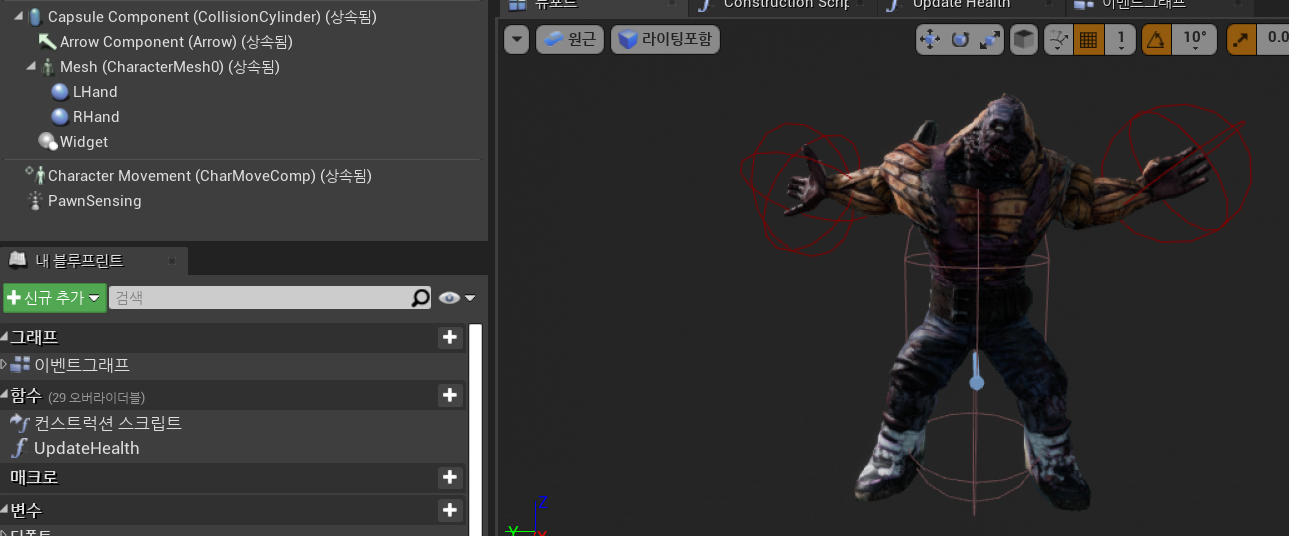 Capsule Component (CollisionCylinder) (상속됨)
Arrow Component (Arrow) (상속됨)
Mesh (CharacterMesh0) (상속됨)
LHand
RHand
Widget
Character Movement (CharMoveComp) (상속됨)
PawnSensing
내 블루프린트
신규 추가
검색
그래프
이벤트그래프
함수 (29 오버라이더블)
컨스트럭션 스크립트
UpdateHealth
매크로
변수
뷰포트
Construction Scrip
Update Health
이벤트그래프
원근
라이팅포함
1
10°
0.0
Z
Y
X